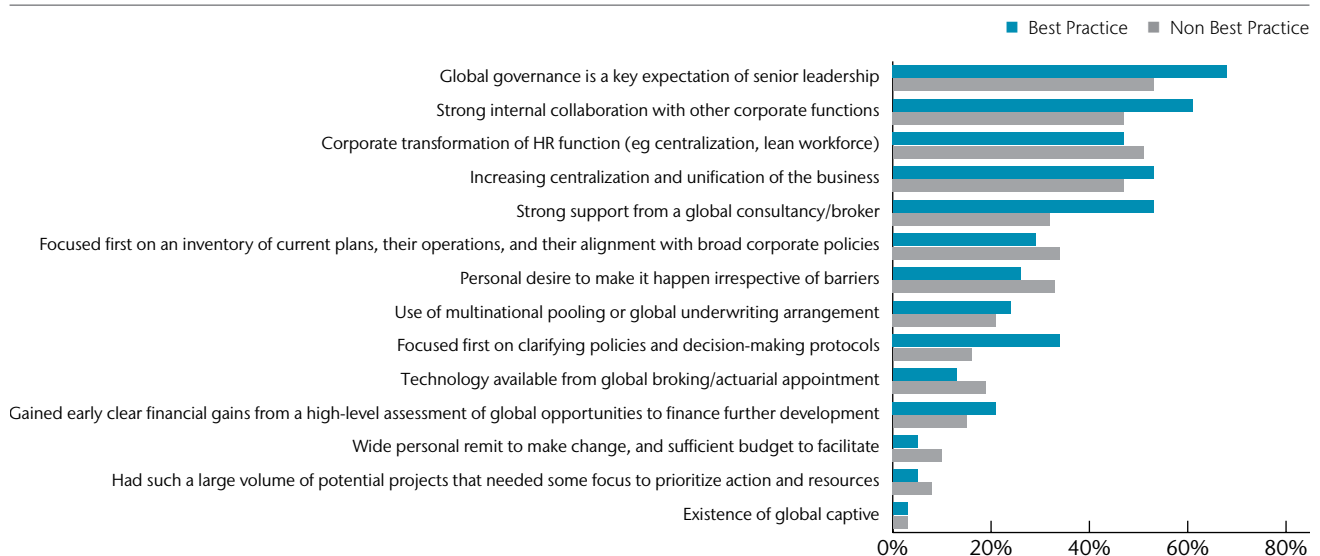 Best Practice Non Best Practice
Global governance is a key expectation of senior leadership
Strong internal collaboration with other corporate functions
Corporate transformation of HR function (eg centralization, lean workforce)
Increasing centralization and unification of the business
Strong support from a global consultancy/broker
Focused first on an inventory of current plans, their operations, and their alignment with broad corporate policies
Personal desire to make it happen irrespective of barriers
Use of multinational pooling or global underwriting arrangement
Focused first on clarifying policies and decision-making protocols
Technology available from global broking/actuarial appointment
Gained early clear financial gains from a high-level assessment of global opportunities to finance further development
Wide personal remit to make change, and sufficient budget to facilitate
Had such a large volume of potential projects that needed some focus to prioritize action and resources
Existence of global captive
0% 20% 40% 60% 80%